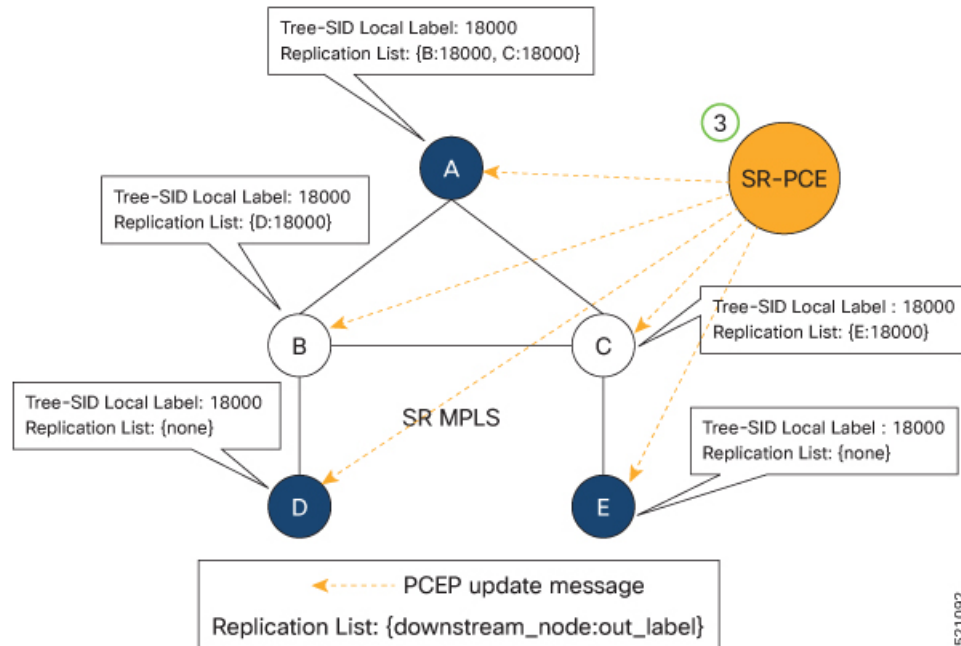 Tree-SID Local Label: 18000
Replication List: {B:18000, C:18000}
3
A
SR-PCE
Tree-SID Local Label: 18000
Replication List: {D:18000}
Tree-SID Local Label : 18000
Replication List: {E:18000}
B
C
Tree-SID Local Label: 18000
Replication List: {none}
SR MPLS
Tree-SID Local Label : 18000
Replication List: {none}
D
E
PCEP update message
Replication List: {downstream_node:out_label}
521092